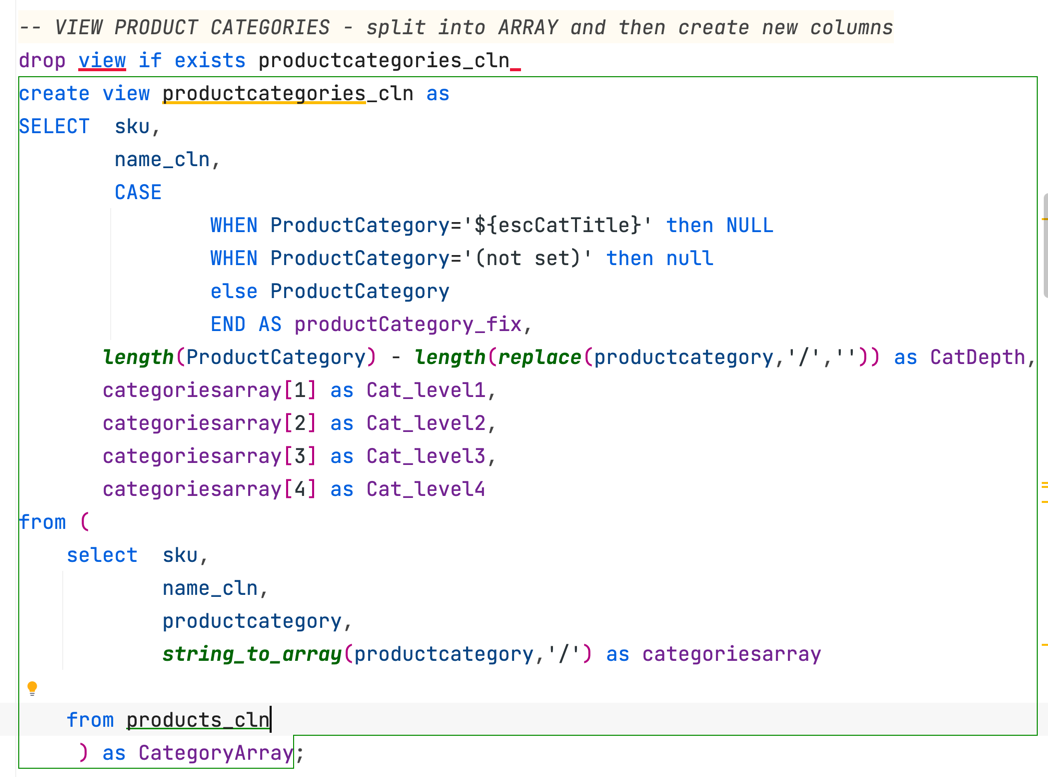 -- VIEW PRODUCT CATEGORIES - split into ARRAY and then create new columns
drop view if exists productcategories_cln
create view productcategories_cln as
SELECT  sku,
        name_cln,
        CASE
                WHEN ProductCategory='${escCatTitle}' then NULL
                WHEN ProductCategory='(not set)' then null
                else ProductCategory
                END AS productCategory_fix,
       length(ProductCategory) - length(replace(productcategory,'/','')) as CatDepth,
       categoriesarray[1] as Cat_level1,
       categoriesarray[2] as Cat_level2,
       categoriesarray[3] as Cat_level3,
       categoriesarray[4] as Cat_level4
from (
    select  sku,
            name_cln,
            productcategory,
            string_to_array(productcategory,'/') as categoriesarray
    from products_cln
     ) as CategoryArray;